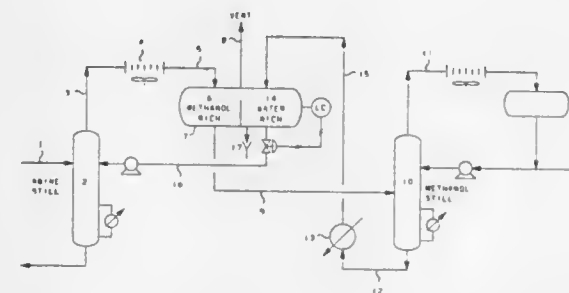 VENT
4
5
8
11
3
15
6
METHANOL
RICH
14
WATER
RICH
LC
7
17
1
2
16
10
STILL
METHANOL
STILL
9
13
12